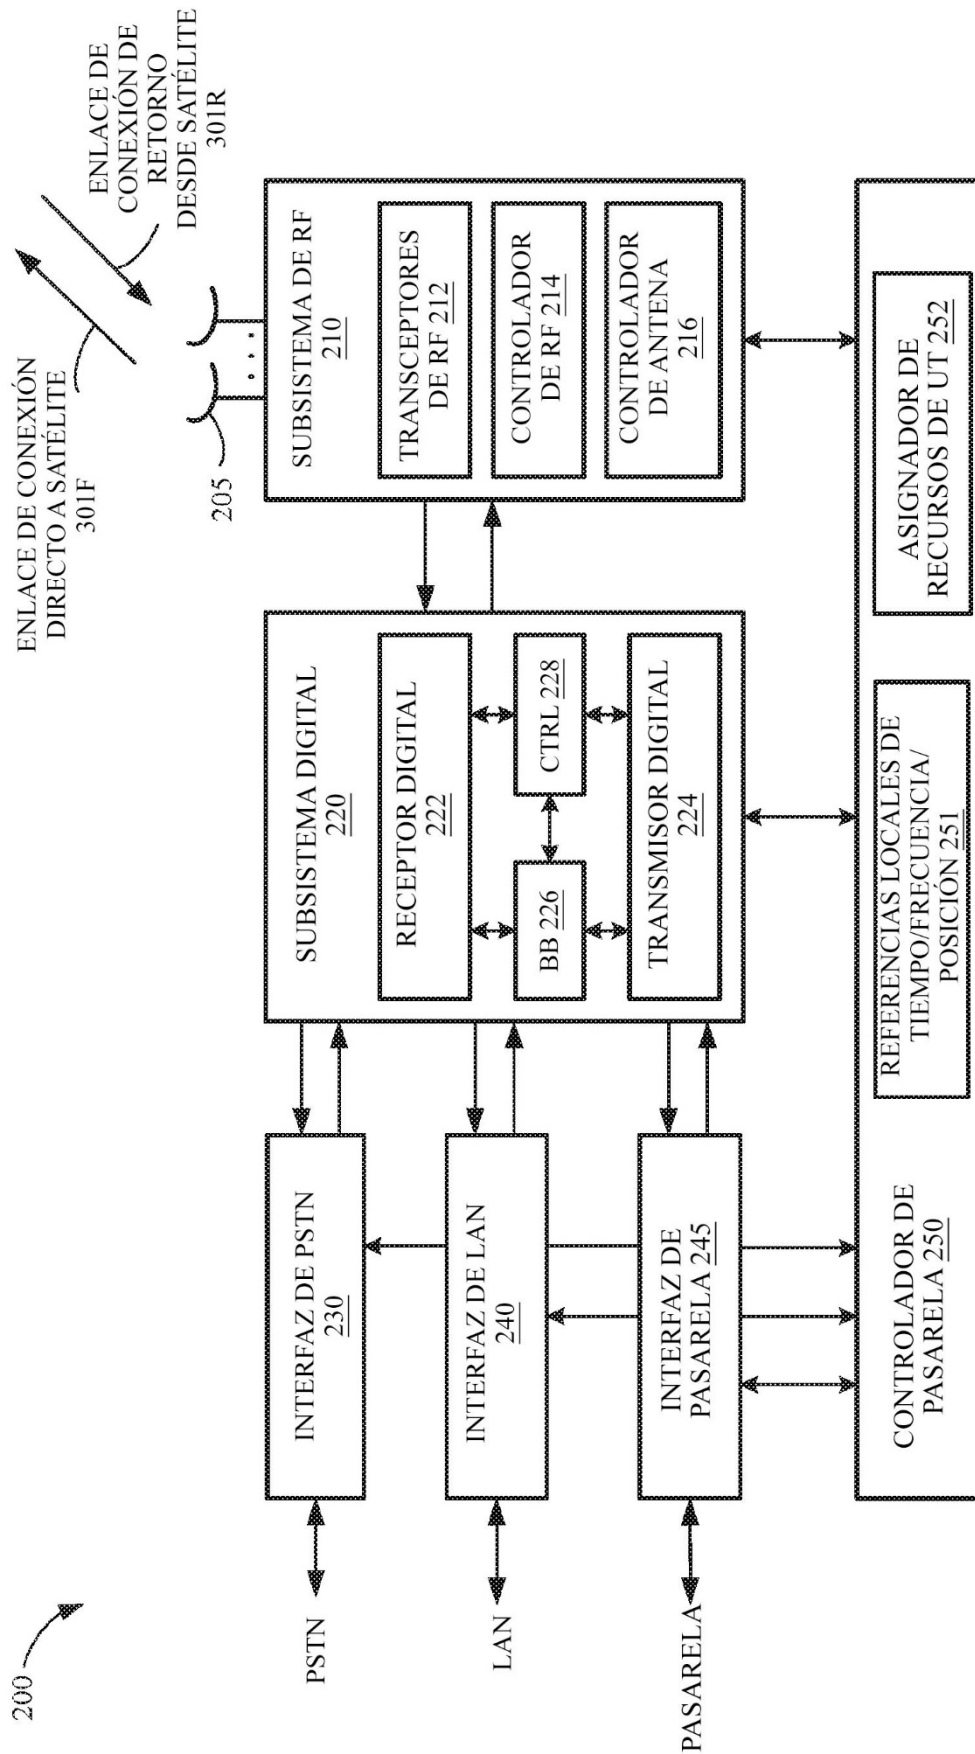 200
ENLACE DE CONEXIÓN
DIRECTO A SATÉLITE
301F
ENLACE DE
CONEXIÓN DE
RETORNO
DESDE SATÉLITE
301R
205
PSTN
LAN
PASARELA
INTERFAZ DE PSTN
230
INTERFAZ DE LAN
240
INTERFAZ DE
PASARELA 245
SUBSISTEMA DIGITAL
220
RECEPTOR DIGITAL
222
BB 226
CTRL 228
TRANSMISOR DIGITAL
224
SUBSISTEMA DE RF
210
TRANSCEPTORES
DE RF 212
CONTROLADOR
DE RF 214
CONTROLADOR
DE ANTENA
216
CONTROLADOR DE
PASARELA 250
REFERENCIAS LOCALES DE
TIEMPO/FRECUENCIA/
POSICIÓN 251
ASIGNADOR DE
RECURSOS DE UT 252